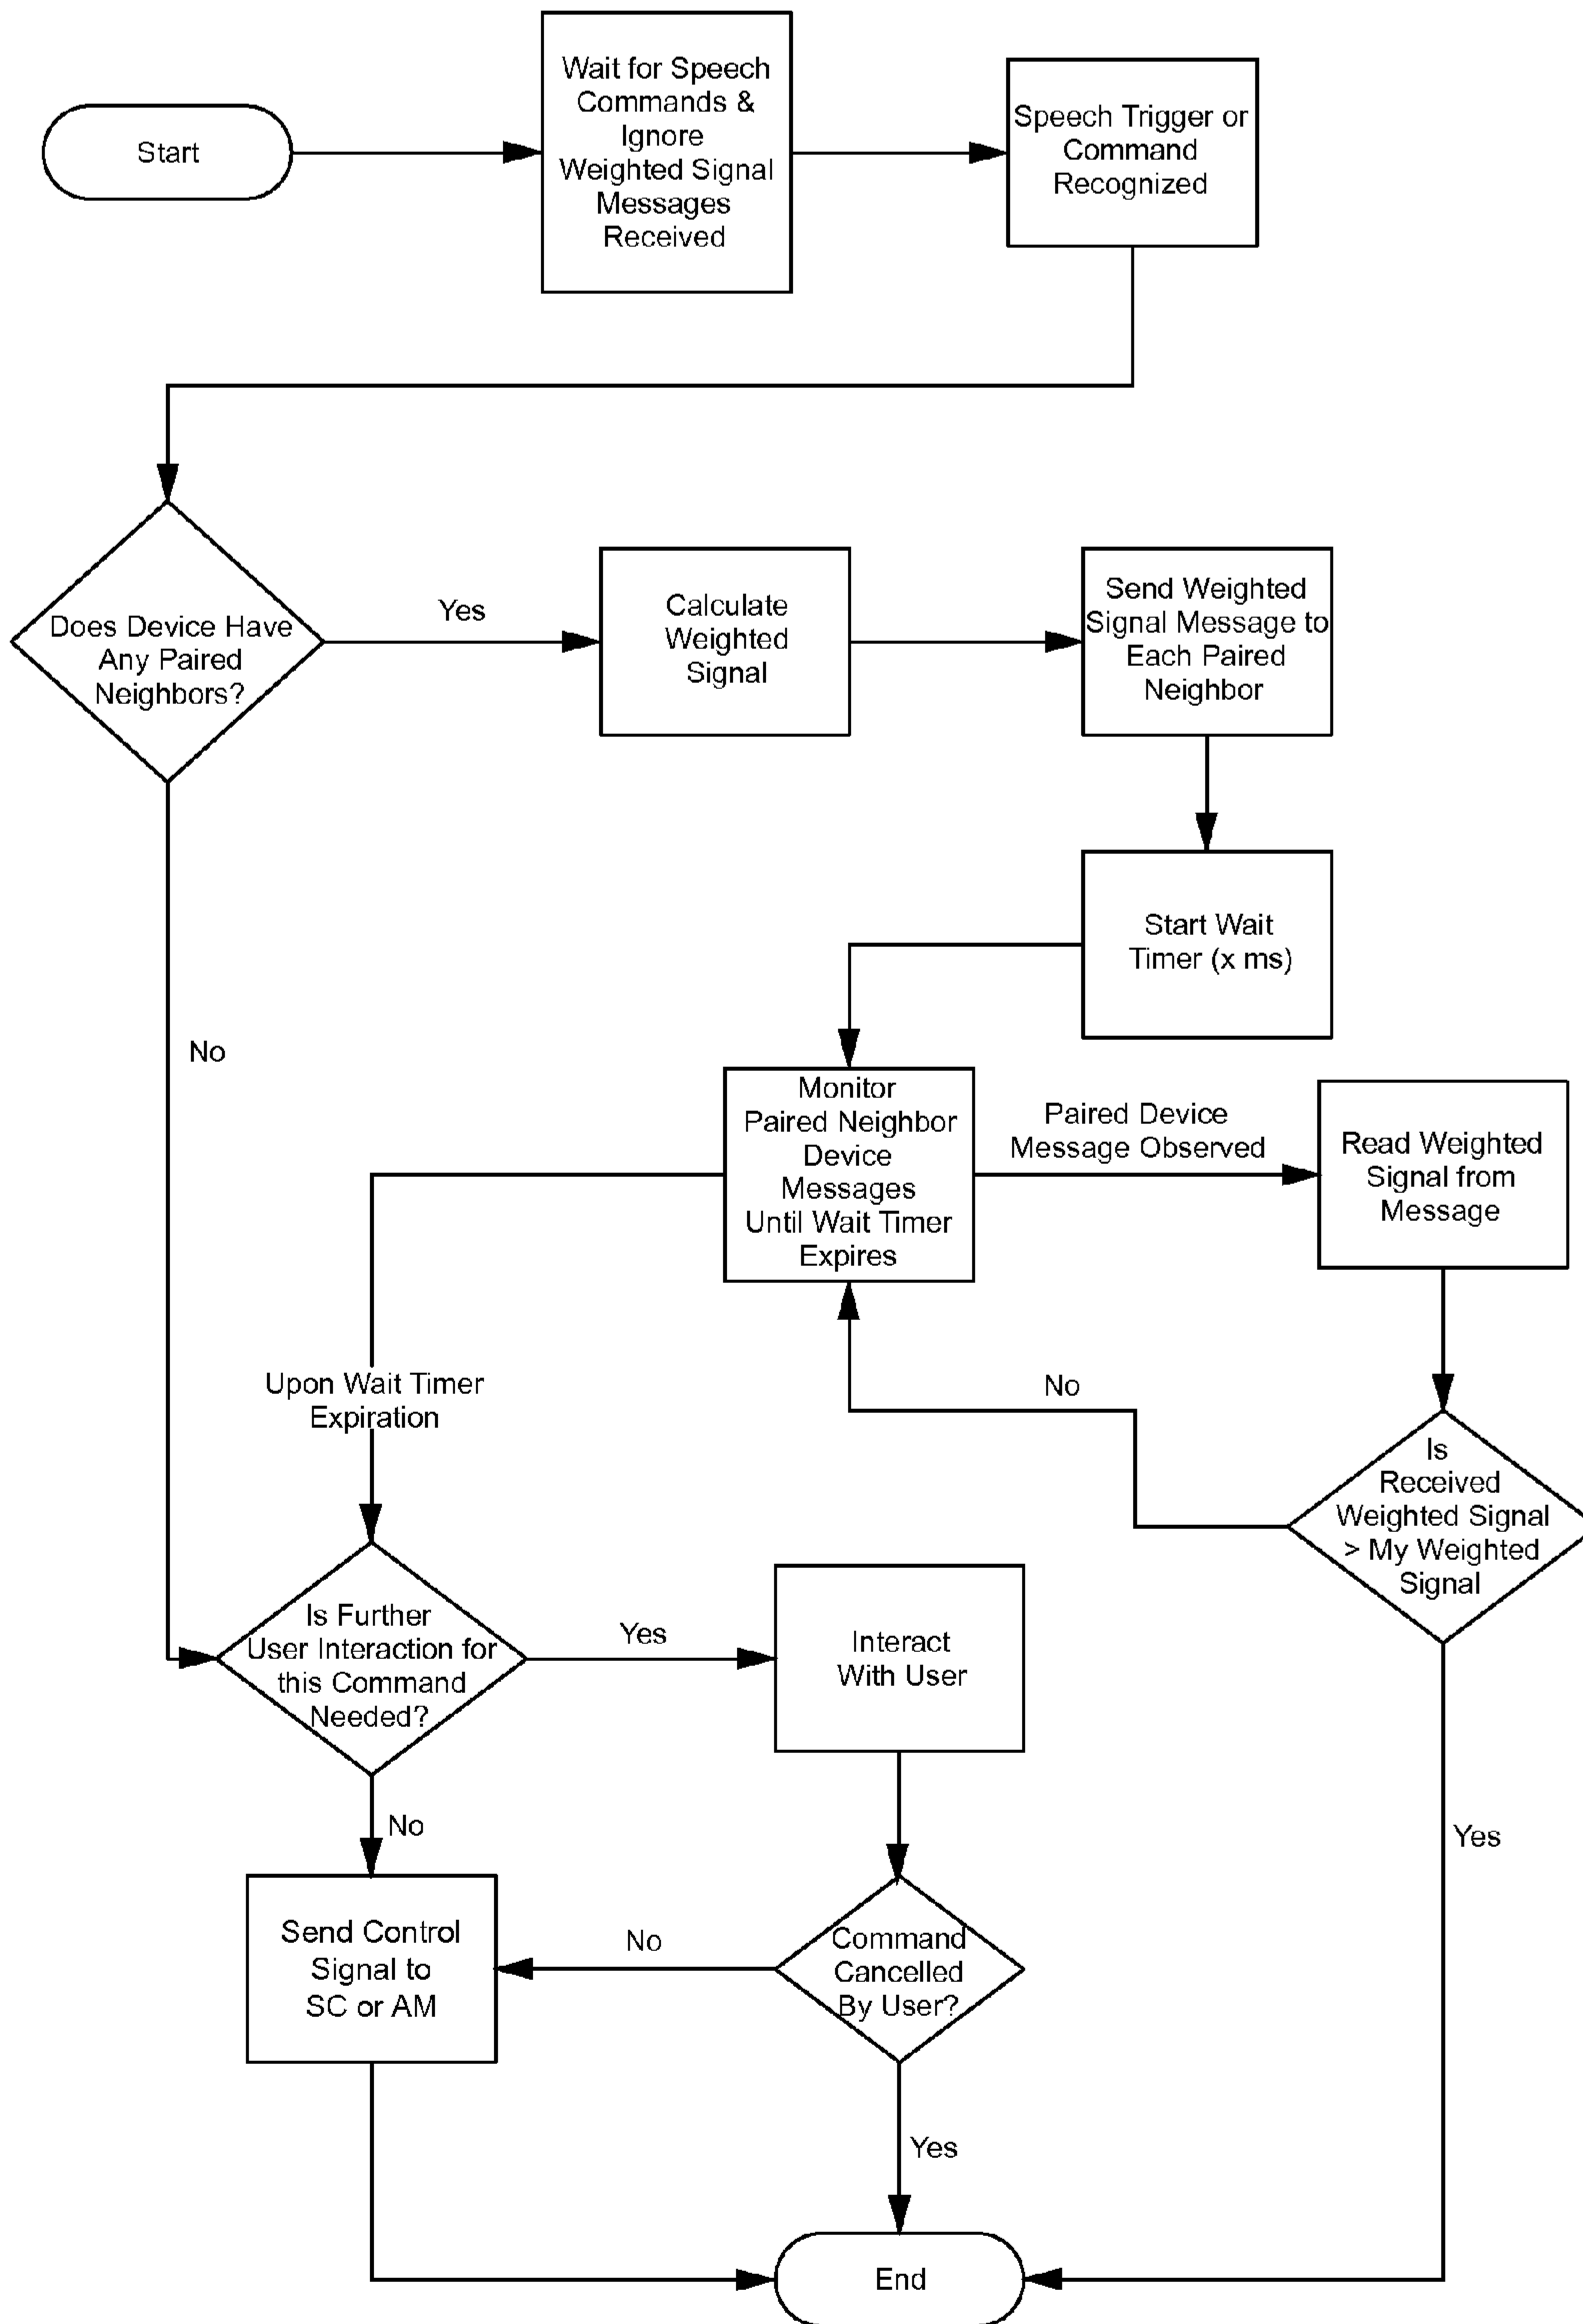 Start
Wait for Speech
Commands &
Ignore
Weighted Signal
Messages
Received
Speech Trigger or
Command
Recognized
Does Device Have
Any Paired
Neighbors?
Yes
Calculate
Weighted
Signal
Send Weighted
Signal Message to
Each Paired
Neighbor
Start Wait
Timer (x ms)
No
Monitor
Paired Neighbor
Device
Messages
Until Wait Timer
Expires
Paired Device
Message Observed
Read Weighted
Signal from
Message
Upon Wait Timer
Expiration
No
Is
Received
Weighted Signal
> My Weighted
Signal
Is Further
User Interaction for
this Command
Needed?
Yes
Interact
With User
No
Yes
Send Control
Signal to
SC or AM
No
Command
Cancelled
By User?
Yes
End